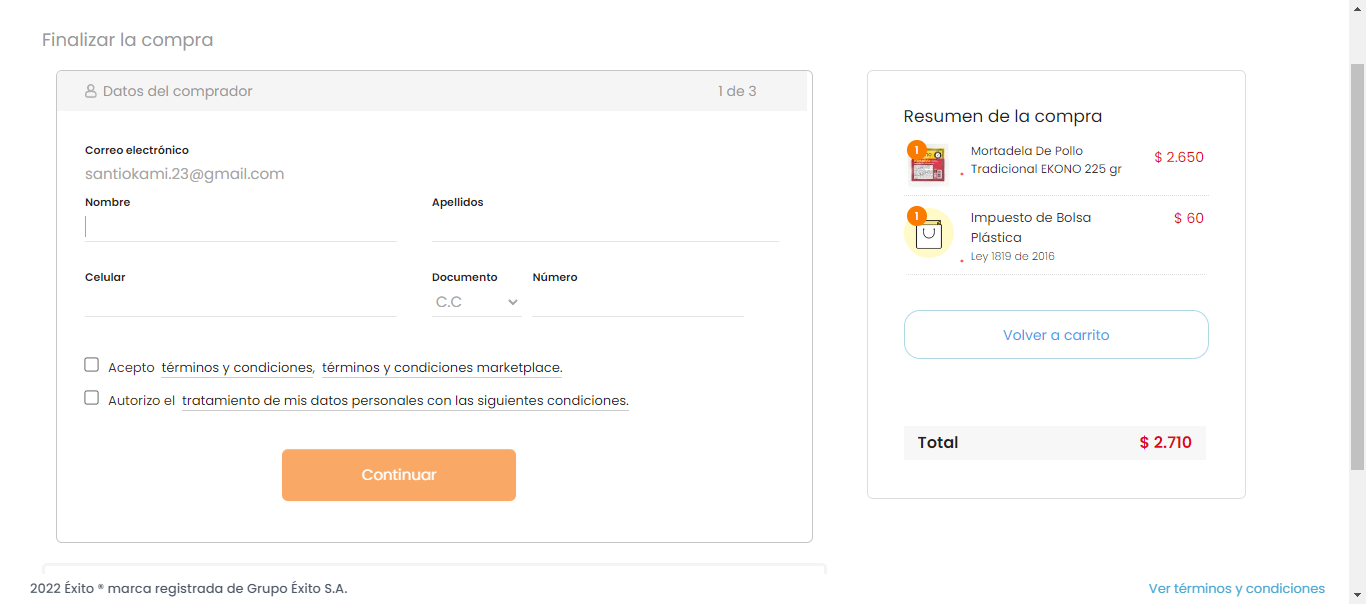 Finalizar la compra
Datos del comprador
1 de 3
Correo electrónico
santiokami.23@gmail.com
Nombre
Apellidos
Celular
Documento
Número
C.C
Acepto términos y condiciones, términos y condiciones marketplace.
Autorizo el tratamiento de mis datos personales con las siguientes condiciones.
Continuar
Resumen de la compra
1
Mortadela De Pollo
Tradicional EKONO 225 gr
$ 2.650
1
Impuesto de Bolsa
Plástica
$ 60
Ley 1819 de 2016
Volver a carrito
Total
$ 2.710
2022 Éxito ® marca registrada de Grupo Éxito S.A.
Ver términos y condiciones